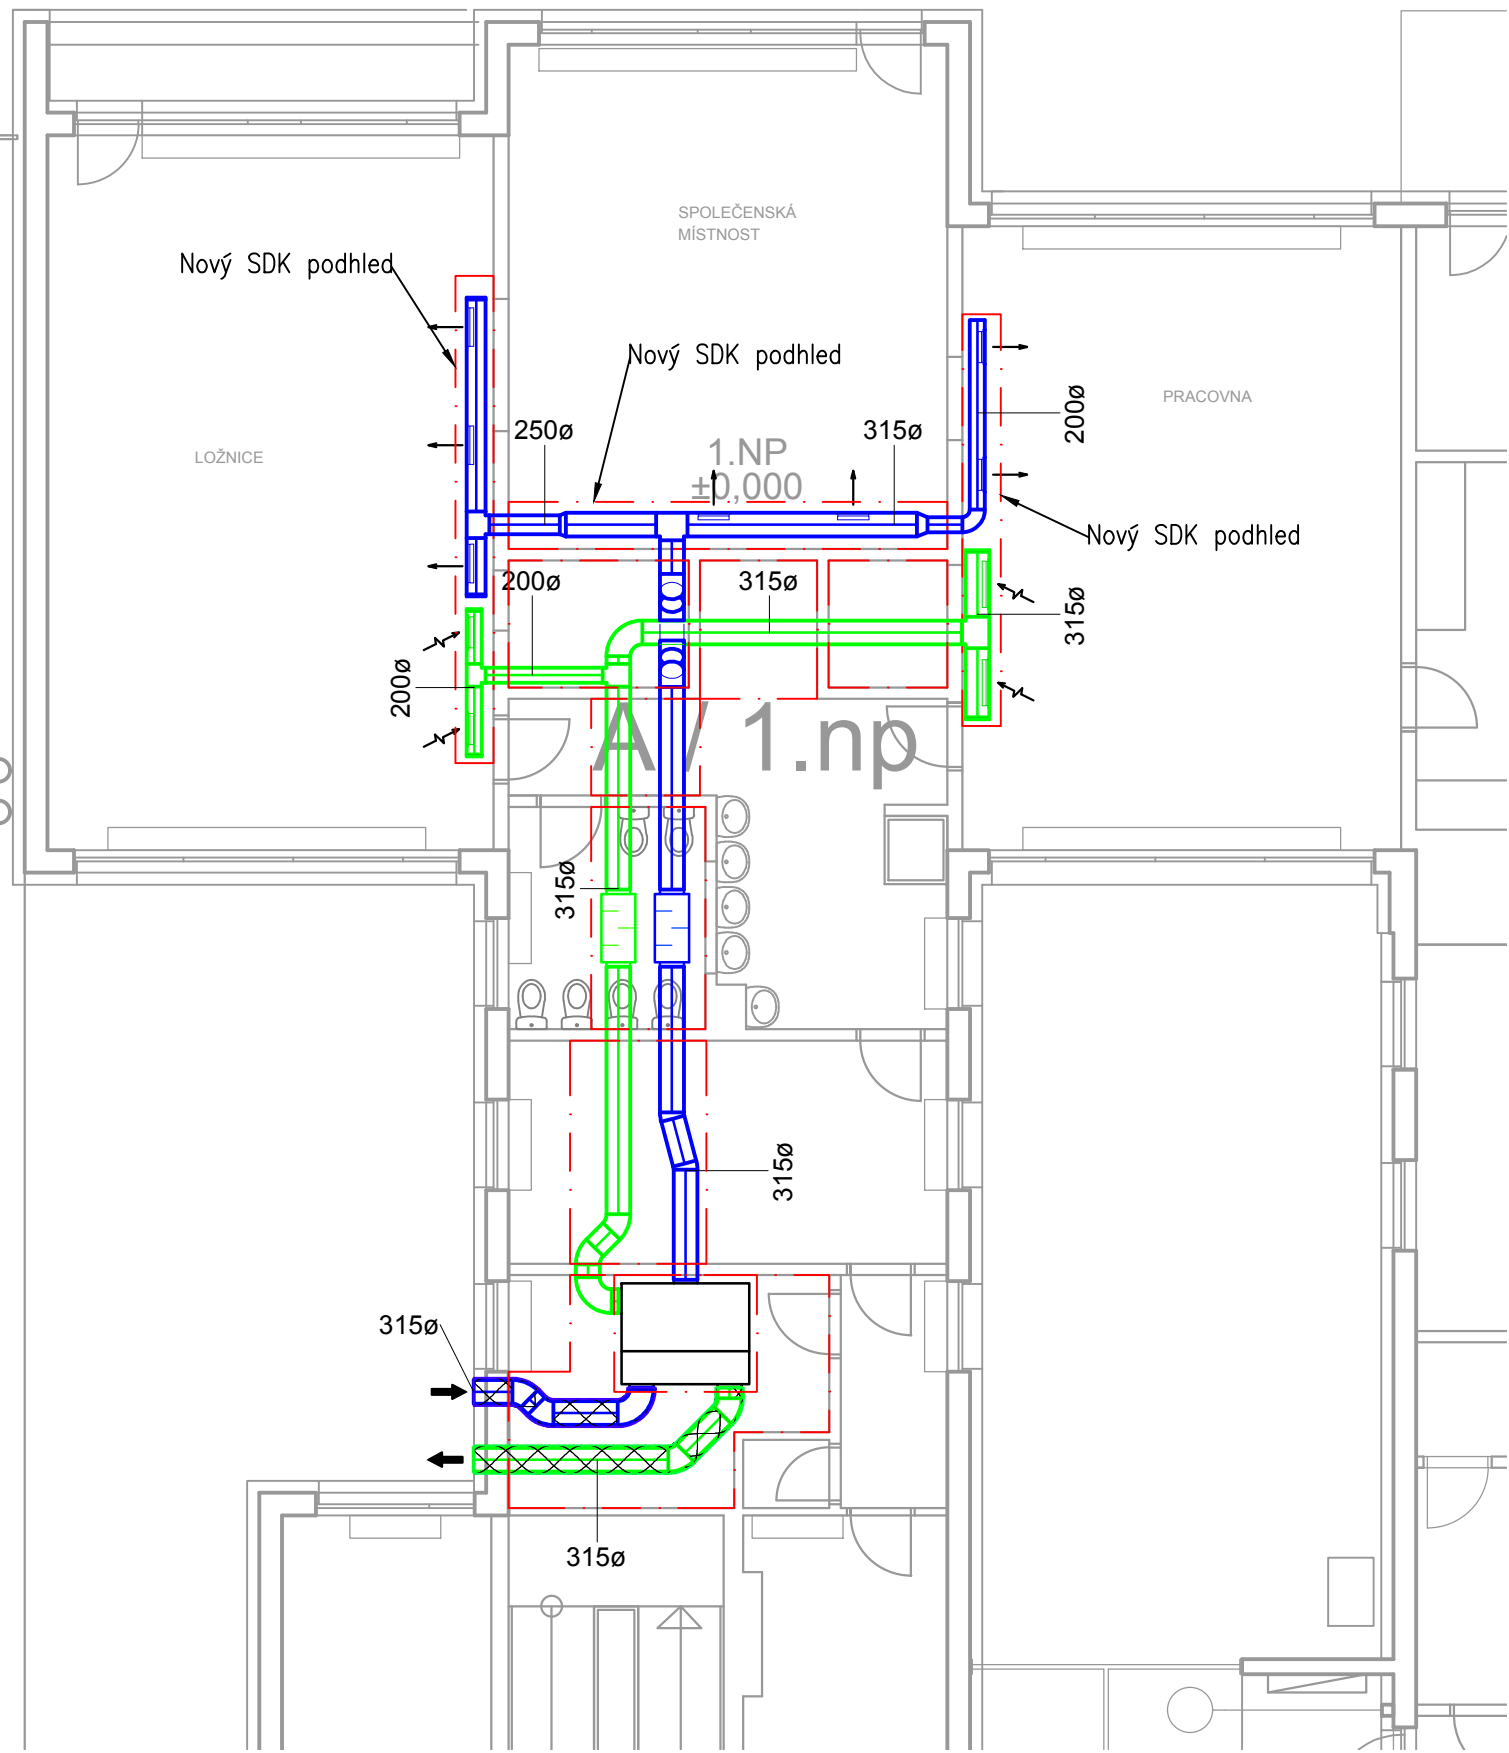 SPOLEČENSKÁ
MÍSTNOST
Nový SDK podhled
Nový SDK podhled
PRACOVNA
200ø
250ø
1.NP
±0,000
315ø
LOŽNICE
Nový SDK podhled
200ø
315ø
315ø
200ø
A / 1.np
315ø
315ø
315ø
315ø